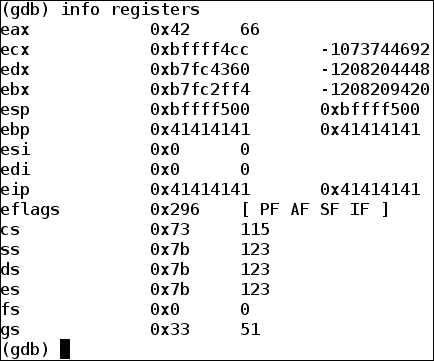 (gdb) info registers
eax 0x42 66
ecx 0xbffff4cc -1073744692
edx 0xb7fc4360 -1208204448
ebx 0xb7fc2ff4 -1208209420
esp 0xbffff500 0xbffff500
ebp 0x41414141 0x41414141
esi 0x0 0
edi 0x0 0
eip 0x41414141 0x41414141
eflags 0x296 [ PF AF SF IF ]
cs 0x73 115
ss 0x7b 123
ds 0x7b 123
es 0x7b 123
fs 0x0 0
gs 0x33 51
(gdb)